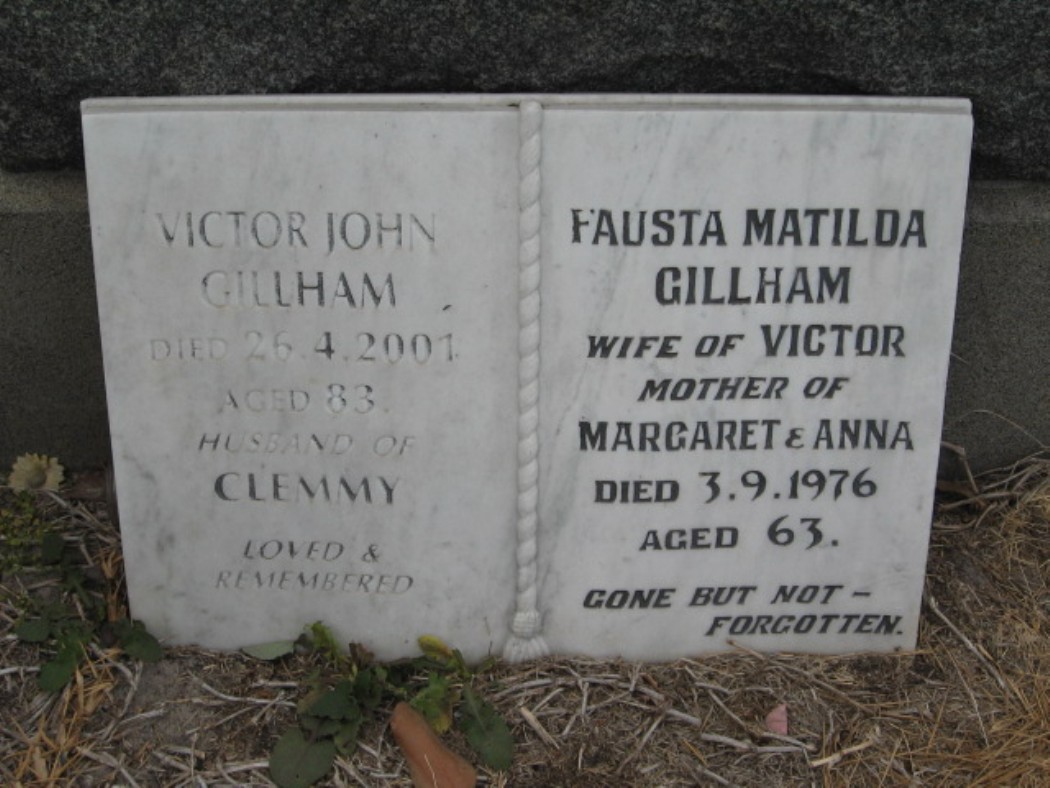 VICTOR JOHN
GILLHAM
DIED 26.4.2001
AGED 83.
HUSBAND OF
CLEMMY
LOVED &
REMEMBERED
FAUSTA MATILDA
GILLHAM
WIFE OF VICTOR
MOTHER OF
MARGARET & ANNA
DIED 3.9.1976
AGED 63.
GONE BUT NOT –
FORGOTTEN.